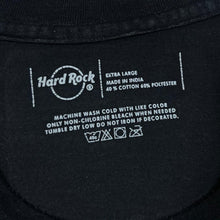 Hard Rock
EXTRA LARGE
MADE IN INDIA
40 % COTTON 60% POLYESTER
MACHINE WASH COLD WITH LIKE COLOR
ONLY NON-CHLORINE BLEACH WHEN NEEDED
TUMBLE DRY LOW DO NOT IRON IF DECORATED.